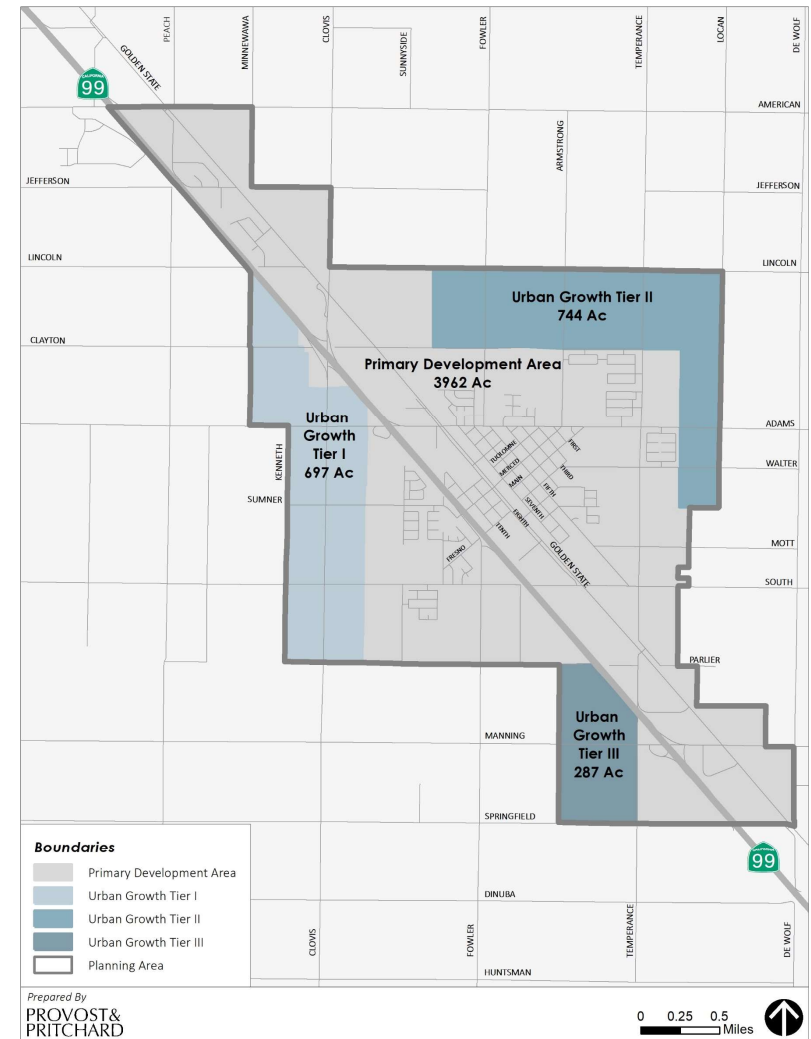 PEACH
MINNEWAWA
CLOVIS
SUNNYSIDE
FOWLER
TEMPERANCE
LOCAN
DE WOLF
GOLDEN STATE
CALIFORNIA
99
AMERICAN
ARMSTRONG
JEFFERSON
JEFFERSON
LINCOLN
LINCOLN
Urban Growth Tier II
744 Ac
CLAYTON
Primary Development Area
3962 Ac
Urban
Growth
Tier I
697 Ac
ADAMS
TUOLOMNE
MERCED
MAIN
FIRST
THIRD
FIFTH
SEVENTH
EIGHTH
TENTH
WALTER
KENNETH
SUMNER
FRESNO
GOLDEN STATE
MOTT
SOUTH
PARLIER
Urban
Growth
Tier III
287 Ac
MANNING
SPRINGFIELD
CALIFORNIA
99
Boundaries
Primary Development Area
Urban Growth Tier I
Urban Growth Tier II
Urban Growth Tier III
Planning Area
DINUBA
CLOVIS
FOWLER
TEMPERANCE
DE WOLF
HUNTSMAN
Prepared By
PROVOST&
PRITCHARD
0 0.25 0.5
Miles